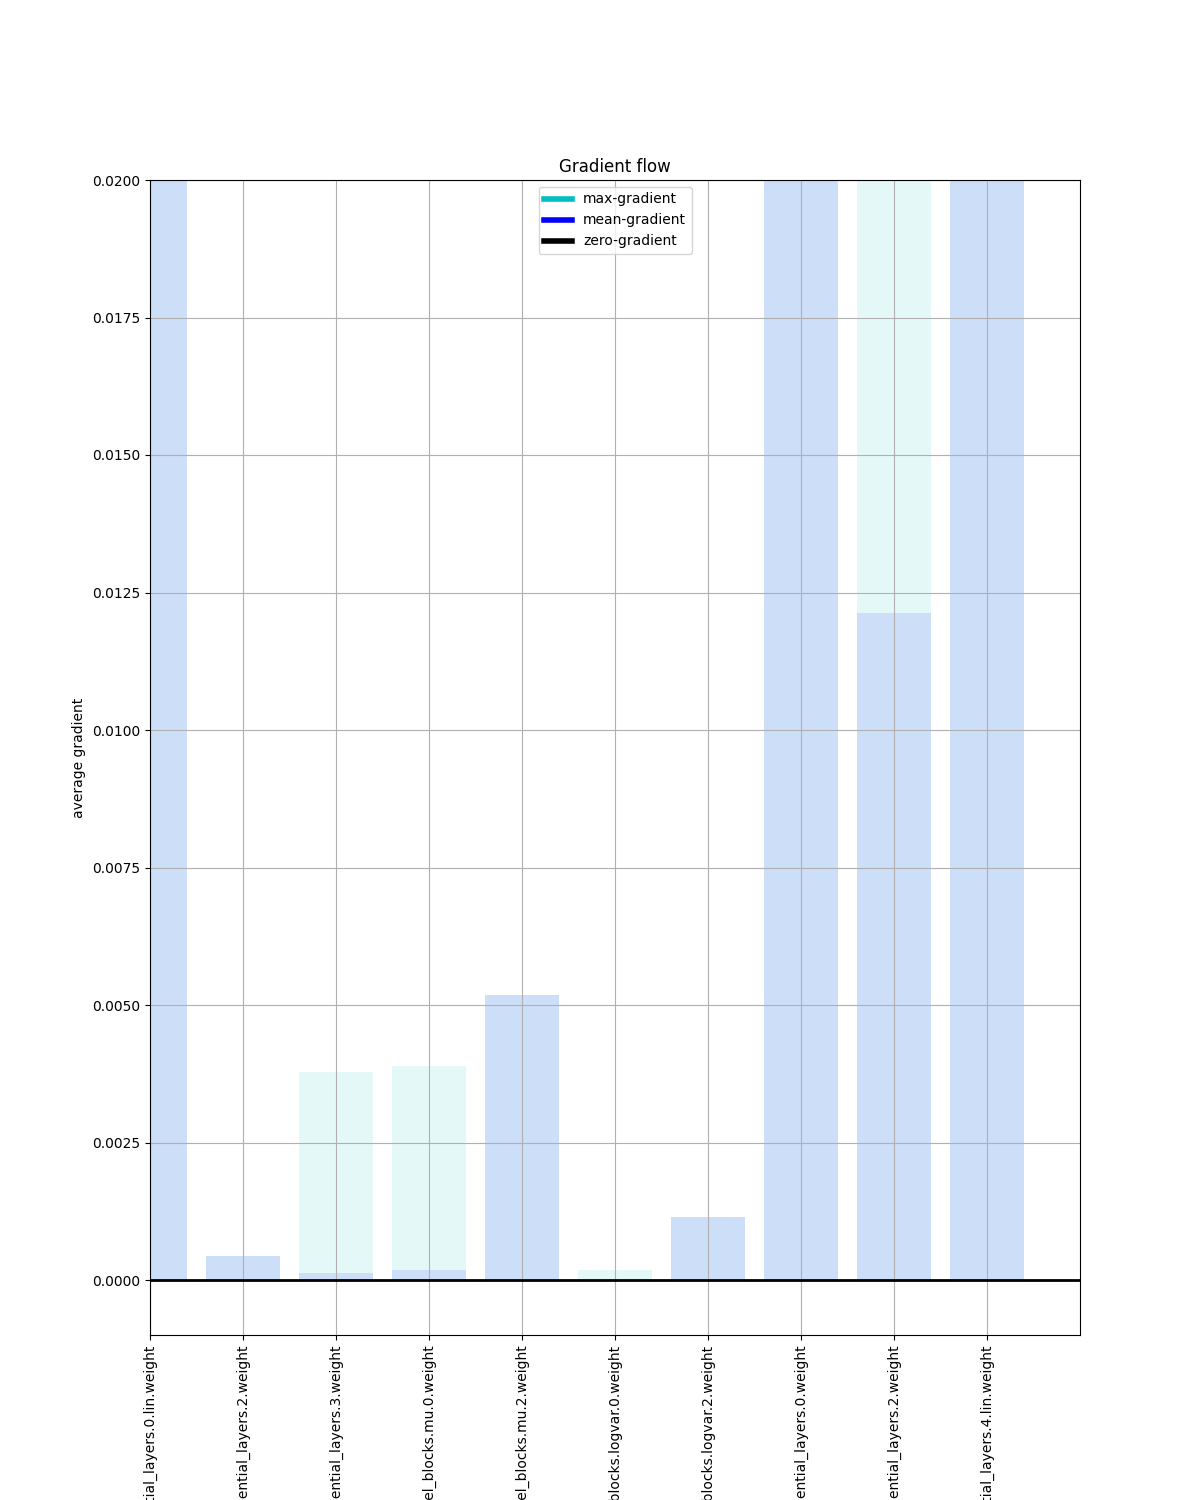 Gradient flow
max-gradient
mean-gradient
zero-gradient
0.0200
0.0175
0.0150
0.0125
0.0100
0.0075
0.0050
0.0025
0.0000
average gradient
tial_layers.0.lin.weight
ential_layers.2.weight
ential_layers.3.weight
el_blocks.mu.0.weight
el_blocks.mu.2.weight
blocks.logvar.0.weight
blocks.logvar.2.weight
ential_layers.0.weight
ential_layers.2.weight
tial_layers.4.lin.weight